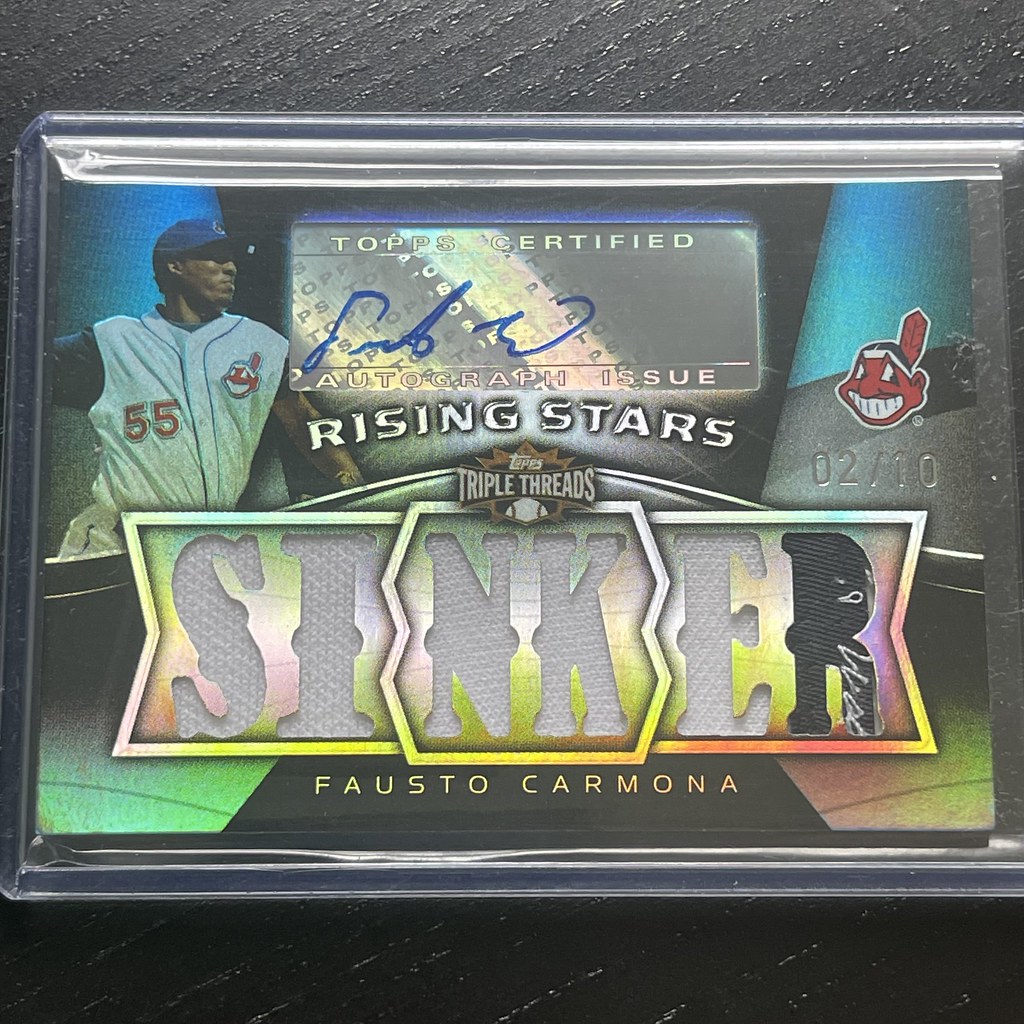 TOPPS CERTIFIED
AUTOGRAPH ISSUE
RISING STARS
Topps
TRIPLE THREADS
55
®
02/10
SINKER
FAUSTO CARMONA